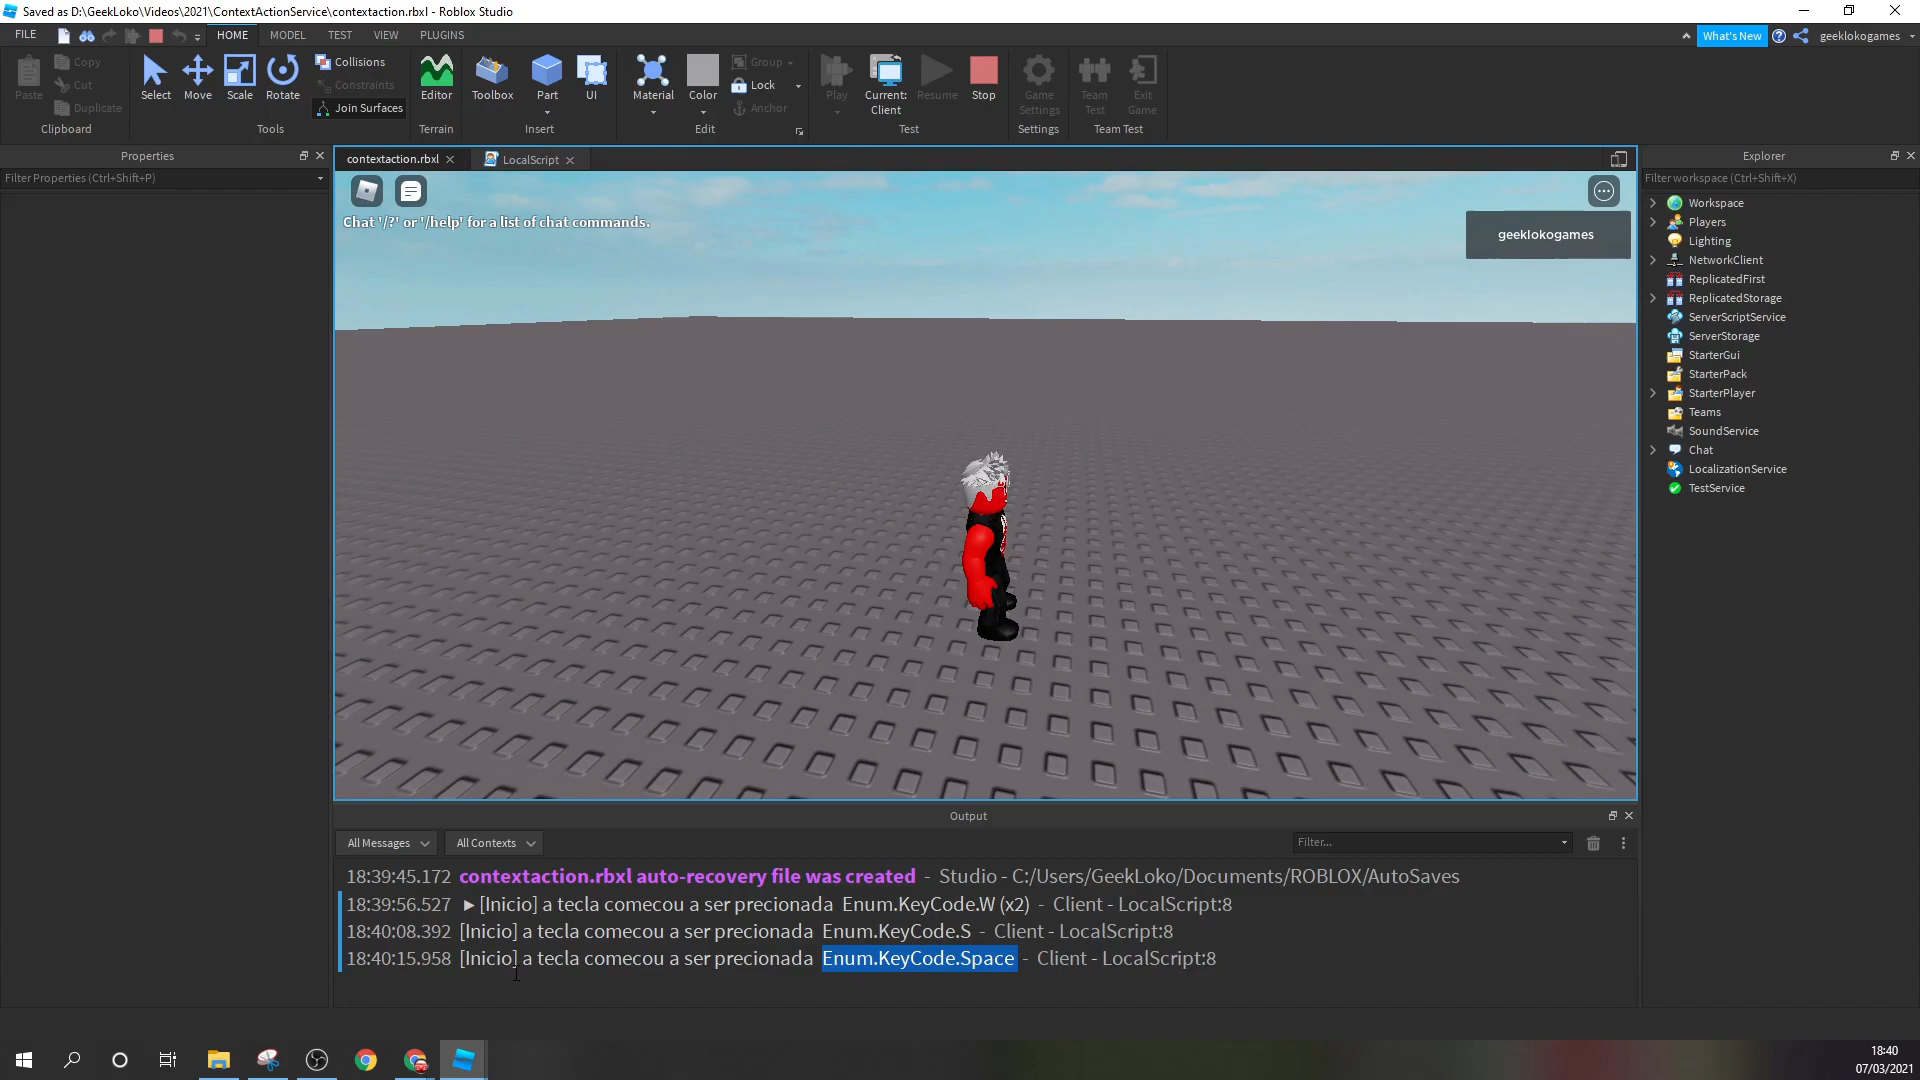 Saved as D:\GeekLoko\Videos\2021\ContextActionService\contextaction.rbxl - Roblox Studio
FILE HOME MODEL TEST VIEW PLUGINS What's New geeklokogames
Paste Copy Cut Duplicate Clipboard
Select Move Scale Rotate Collisions Constraints Join Surfaces Tools
Editor Terrain
Toolbox Part UI Insert
Material Color Group Lock Anchor Edit
Play Current: Client Resume Stop Test
Game Settings Settings
Team Test Exit Game Team Test
Properties
Filter Properties (Ctrl+Shift+P)
contextaction.rbxl LocalScript
Chat '/?' or '/help' for a list of chat commands.
geeklokogames
Explorer
Filter workspace (Ctrl+Shift+X)
Workspace
Players
Lighting
NetworkClient
ReplicatedFirst
ReplicatedStorage
ServerScriptService
ServerStorage
StarterGui
StarterPack
StarterPlayer
Teams
SoundService
Chat
LocalizationService
TestService
Output
All Messages All Contexts Filter...
18:39:45.172 contextaction.rbxl auto-recovery file was created - Studio - C:/Users/GeekLoko/Documents/ROBLOX/AutoSaves
18:39:56.527 [Inicio] a tecla comecou a ser precionada Enum.KeyCode.W (x2) - Client - LocalScript:8
18:40:08.392 [Inicio] a tecla comecou a ser precionada Enum.KeyCode.S - Client - LocalScript:8
18:40:15.958 [Inicio] a tecla comecou a ser precionada Enum.KeyCode.Space - Client - LocalScript:8
18:40
07/03/2021